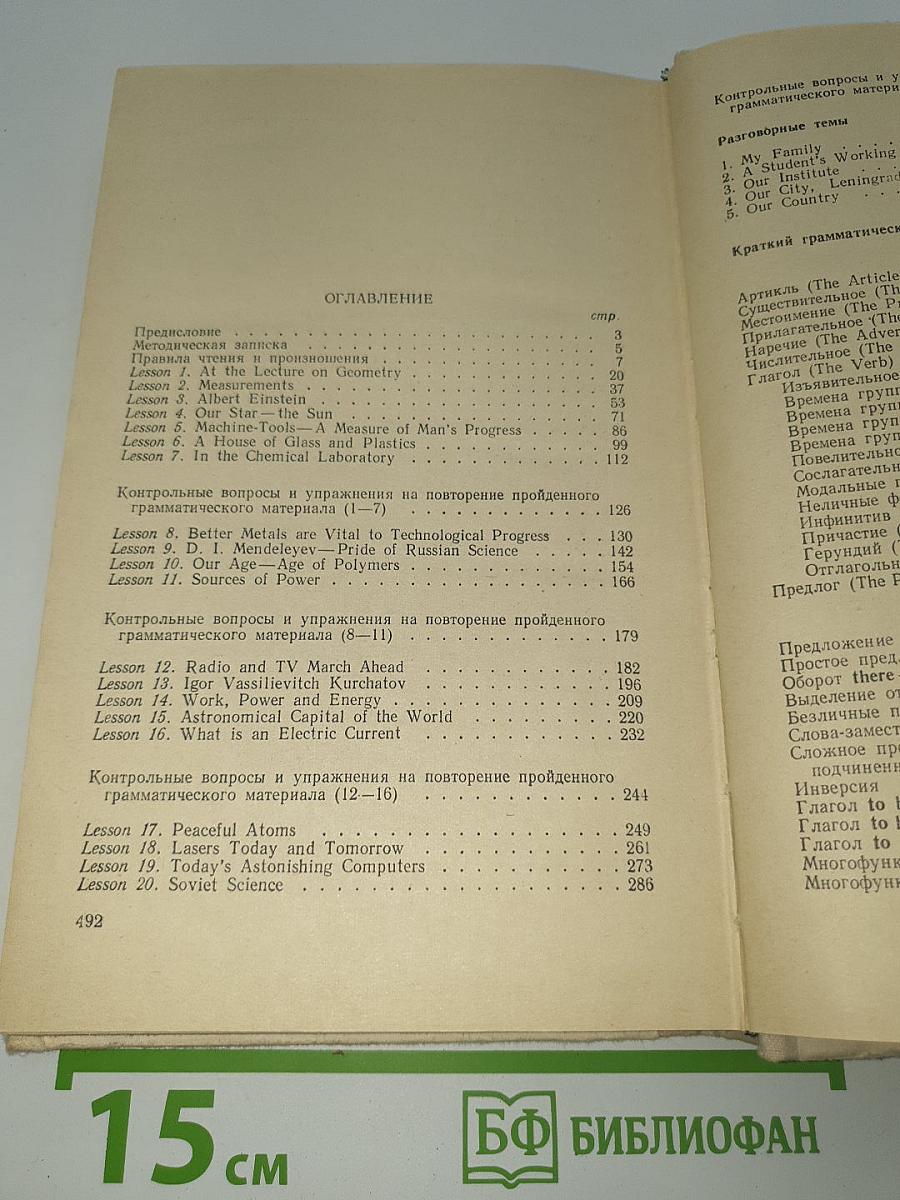 ОГЛАВЛЕНИЕ
стр.
Предисловие . . . . . . . . . . . . . . . . . . . . 3
Методическая записка . . . . . . . . . . . . . . . . 5
Правила чтения и произношения . . . . . . . . . . . . 7
Lesson 1. At the Lecture on Geometry . . . . . . . . . . 20
Lesson 2. Measurements . . . . . . . . . . . . . . . 37
Lesson 3. Albert Einstein . . . . . . . . . . . . . . . 53
Lesson 4. Our Star — the Sun . . . . . . . . . . . . . 71
Lesson 5. Machine-Tools — A Measure of Man's Progress . . . . . 86
Lesson 6. A House of Glass and Plastics . . . . . . . . . 99
Lesson 7. In the Chemical Laboratory . . . . . . . . . . 112
Контрольные вопросы и упражнения на повторение пройденного
грамматического материала (1—7) . . . . . . . . . . 126
Lesson 8. Better Metals are Vital to Technological Progress . . . 130
Lesson 9. D. I. Mendeleyev — Pride of Russian Science . . . . . 142
Lesson 10. Our Age — Age of Polymers . . . . . . . . . . 154
Lesson 11. Sources of Power . . . . . . . . . . . . . . 166
Контрольные вопросы и упражнения на повторение пройденного
грамматического материала (8—11) . . . . . . . . . . 179
Lesson 12. Radio and TV March Ahead . . . . . . . . . . 182
Lesson 13. Igor Vassilievitch Kurchatov . . . . . . . . . . 196
Lesson 14. Work, Power and Energy . . . . . . . . . . . 209
Lesson 15. Astronomical Capital of the World . . . . . . . . 220
Lesson 16. What is an Electric Current . . . . . . . . . . 232
Контрольные вопросы и упражнения на повторение пройденного
грамматического материала (12—16) . . . . . . . . . . 244
Lesson 17. Peaceful Atoms . . . . . . . . . . . . . . 249
Lesson 18. Lasers Today and Tomorrow . . . . . . . . . . 261
Lesson 19. Today's Astonishing Computers . . . . . . . . . 273
Lesson 20. Soviet Science . . . . . . . . . . . . . . . 286
492
Контрольные вопросы и у
грамматического матери
Разговорные темы
1. My Family . . . .
2. A Student's Working
3. Our Institute . . .
4. Our City, Leningrad
5. Our Country . . .
Краткий грамматическ
Артикль (The Article
Существительное (Th
Местоимение (The P
Прилагательное (The
Наречие (The Adver
Числительное (The
Глагол (The Verb)
Изъявительное
Времена групп
Времена груп
Времена груп
Времена груп
Повелительно
Сослагательн
Модальные г
Неличные ф
Инфинитив
Причастие (
Герундий (
Отглагольн
Предлог (The P
Предложение
Простое пред
Оборот there
Выделение от
Безличные п
Слова-замест
Сложное пре
подчинен
Инверсия
Глагол to b
Глагол to h
Глагол to
Многофунк
Многофунк
15 см
БФ БИБЛИОФАН